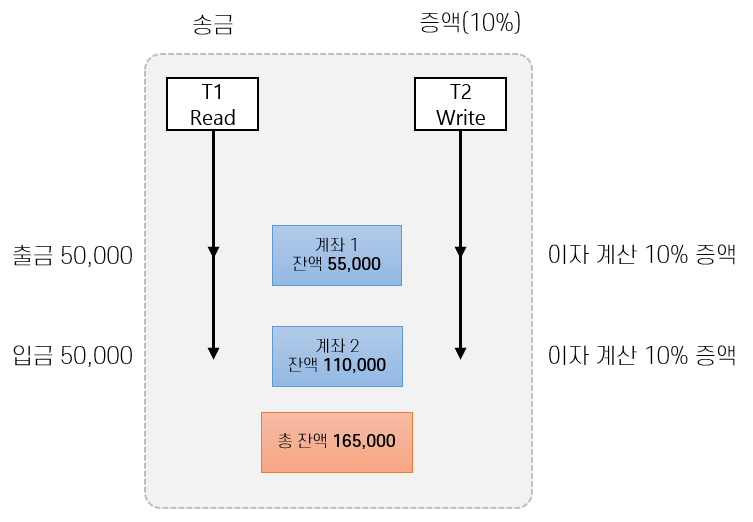 송금
증액(10%)
T1
Read
T2
Write
출금 50,000
계좌 1
잔액 55,000
이자 계산 10% 증액
입금 50,000
계좌 2
잔액 110,000
이자 계산 10% 증액
총 잔액 165,000